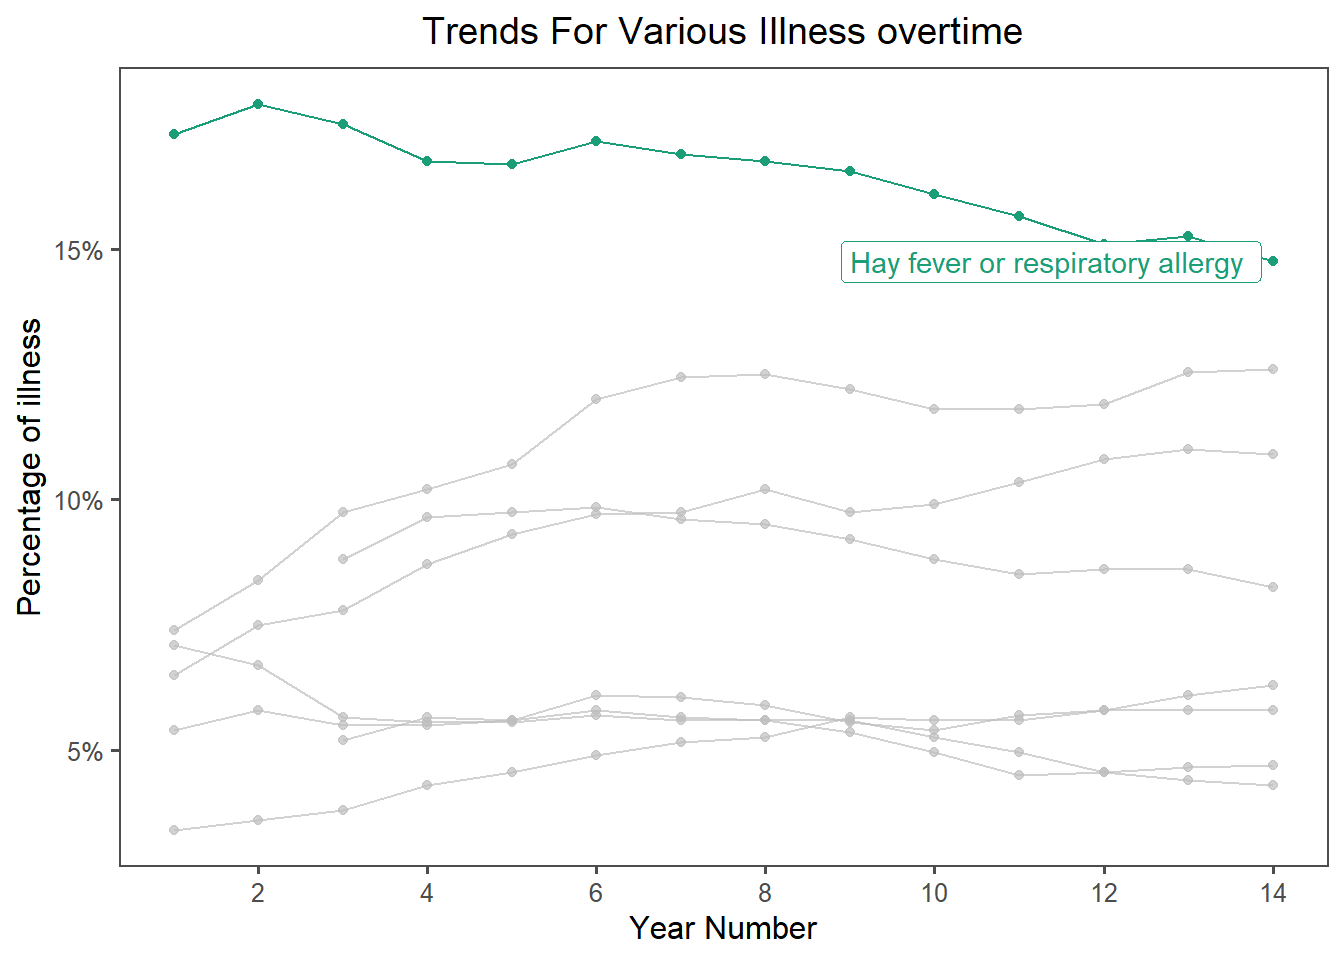 Trends For Various Illness overtime
15%
10%
5%
Hay fever or respiratory allergy
Percentage of illness
2 4 6 8 10 12 14
Year Number